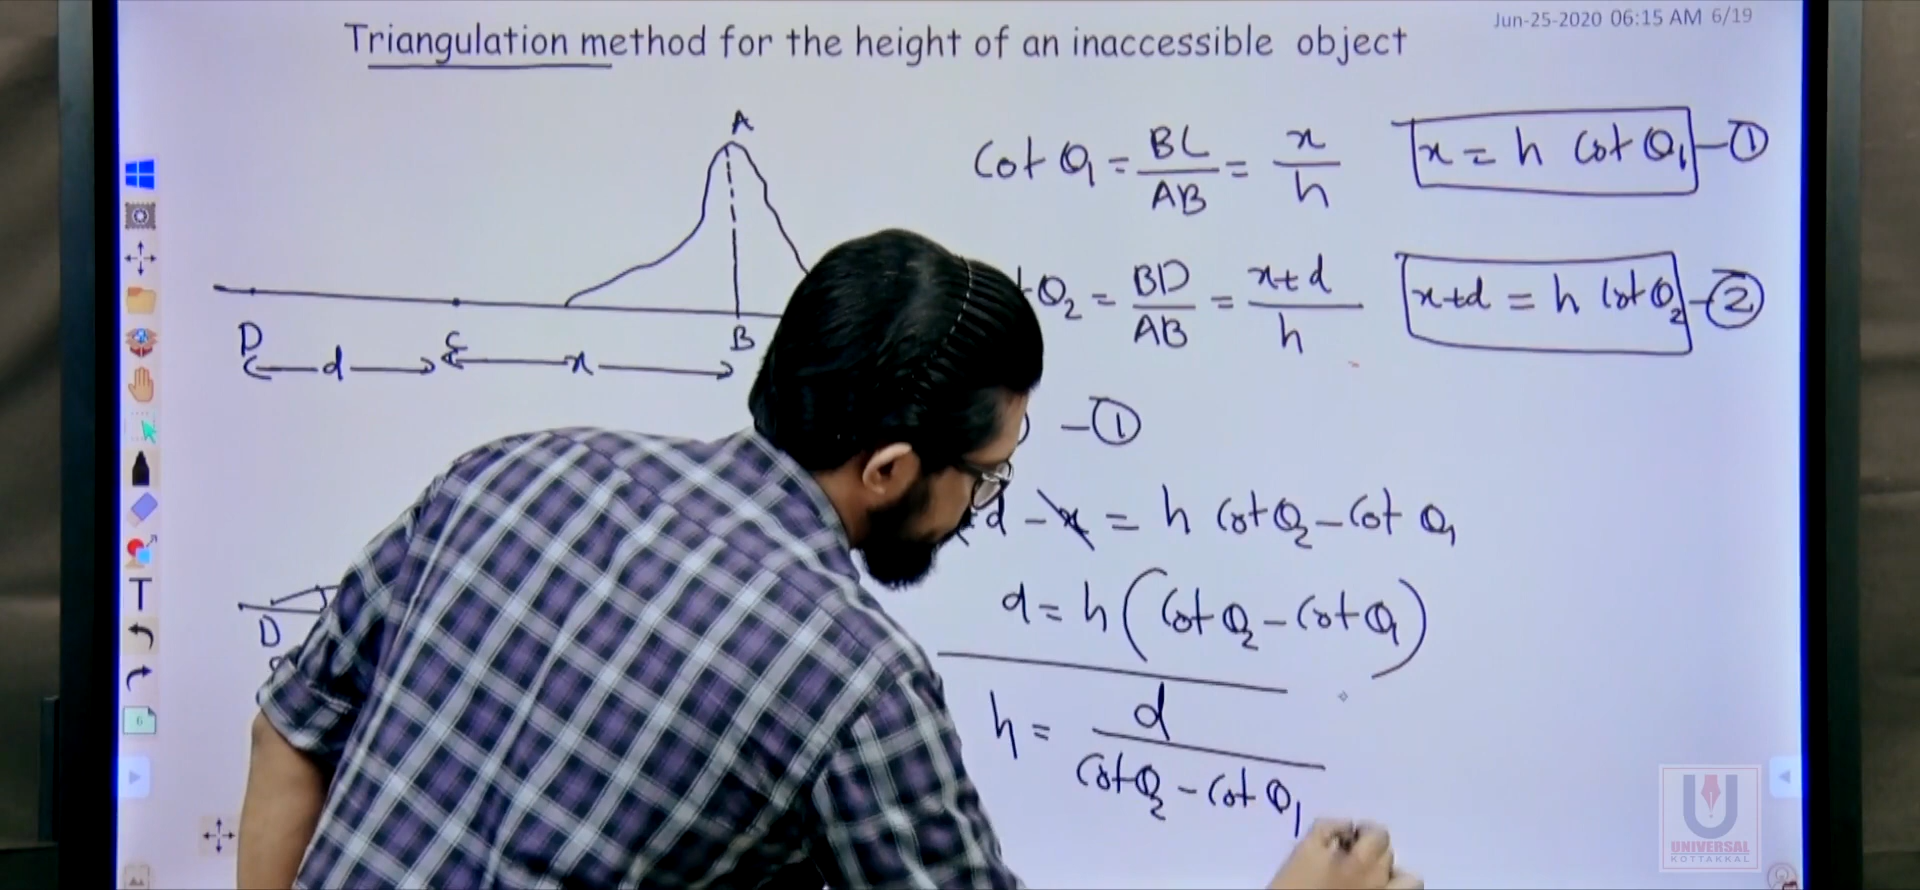 Jun-25-2020 06:15 AM 6/19
Triangulation method for the height of an inaccessible object
A
D C B
d x
D
Cot θ₁ = BC/AB = x/h
x = h Cot θ₁ - ①
θ₂ = BD/AB = x+d/h
x+d = h Cot θ₂ - ②
- ①
d - x = h Cot θ₂ - Cot θ₁
d = h (Cot θ₂ - Cot θ₁)
h = d/Cot θ₂ - Cot θ₁
T
6
U
UNIVERSAL
KOTTAKKAL